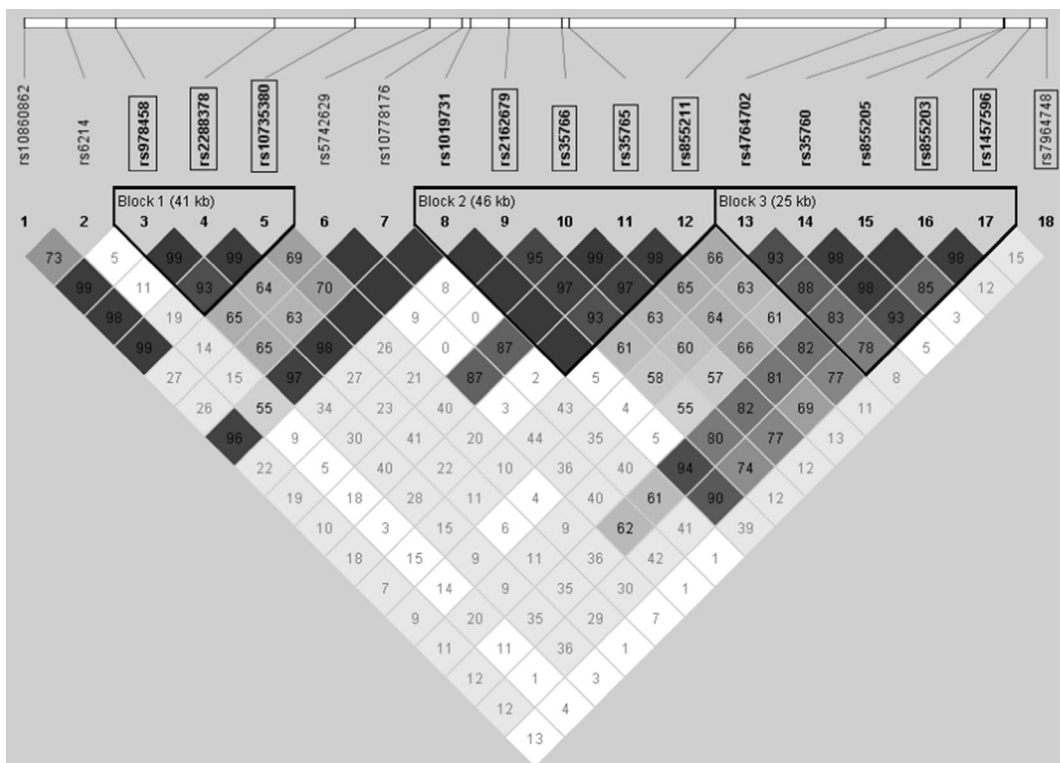 rs10860862
rs6214
rs978458
rs2288378
rs10735380
rs5742629
rs10778176
rs1019731
rs2162679
rs35766
rs35765
rs855211
rs4764702
rs35760
rs855205
rs855203
rs1457596
rs7964748
Block 1 (41 kb) Block 2 (46 kb) Block 3 (25 kb)
1 2 3 4 5 6 7 8 9 10 11 12 13 14 15 16 17 18
73 5 99 99 69 95 99 98 66 93 98 98 15
99 11 93 64 70 8 97 97 65 63 88 98 85 12
98 19 65 63 9 0 93 63 64 61 83 93 3
99 14 65 98 26 0 87 61 60 66 82 78 5
27 15 97 27 21 87 2 5 58 57 81 77 8
26 55 34 23 40 3 43 4 55 82 69 11
96 9 30 41 20 44 35 5 80 77 13
22 5 40 22 10 36 40 94 74 12
19 18 28 11 4 40 61 90 12
10 3 15 6 9 62 41 39
18 15 9 11 36 42 1
7 14 9 35 30 1
9 20 35 29 7
11 11 36 1
12 1 3
12 4
13